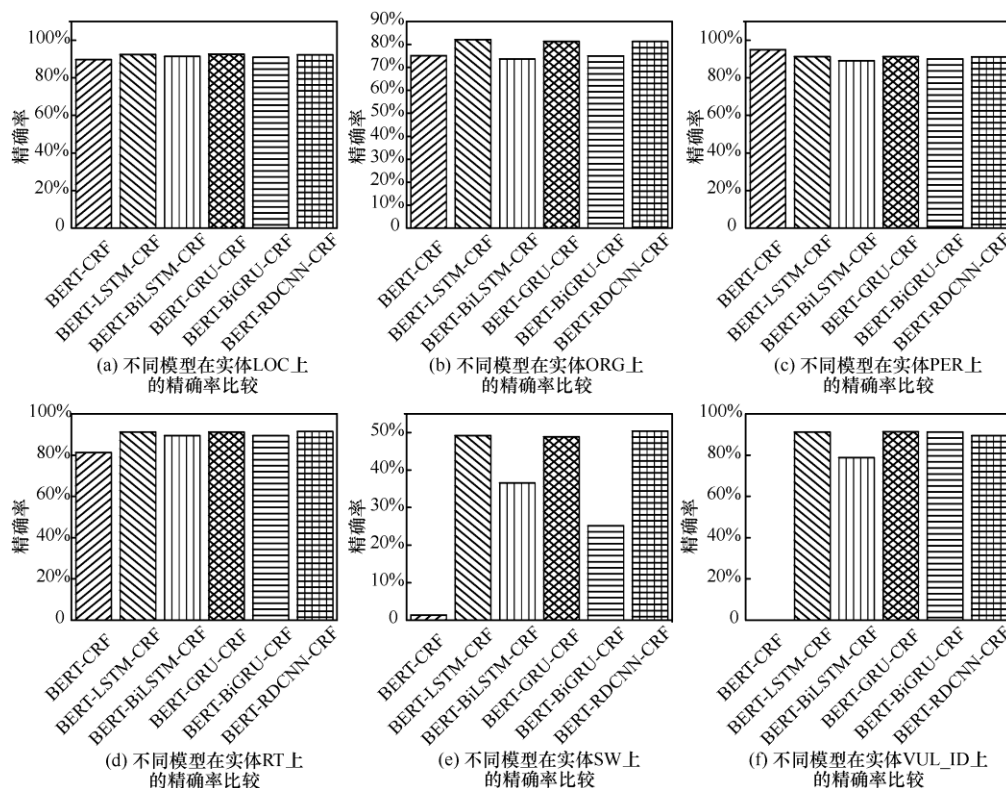 100%
80%
60%
40%
20%
0
精确率
BERT-CRF
BERT-LSTM-CRF
BERT-BiLSTM-CRF
BERT-GRU-CRF
BERT-BiGRU-CRF
BERT-RDCNN-CRF
(a) 不同模型在实体LOC上
的精确率比较
90%
80%
70%
60%
50%
40%
30%
20%
10%
0
精确率
BERT-CRF
BERT-LSTM-CRF
BERT-BiLSTM-CRF
BERT-GRU-CRF
BERT-BiGRU-CRF
BERT-RDCNN-CRF
(b) 不同模型在实体ORG上
的精确率比较
100%
80%
60%
40%
20%
0
精确率
BERT-CRF
BERT-LSTM-CRF
BERT-BiLSTM-CRF
BERT-GRU-CRF
BERT-BiGRU-CRF
BERT-RDCNN-CRF
(c) 不同模型在实体PER上
的精确率比较
100%
80%
60%
40%
20%
0
精确率
BERT-CRF
BERT-LSTM-CRF
BERT-BiLSTM-CRF
BERT-GRU-CRF
BERT-BiGRU-CRF
BERT-RDCNN-CRF
(d) 不同模型在实体RT上
的精确率比较
50%
40%
30%
20%
10%
0
精确率
BERT-CRF
BERT-LSTM-CRF
BERT-BiLSTM-CRF
BERT-GRU-CRF
BERT-BiGRU-CRF
BERT-RDCNN-CRF
(e) 不同模型在实体SW上
的精确率比较
100%
80%
60%
40%
20%
0
精确率
BERT-CRF
BERT-LSTM-CRF
BERT-BiLSTM-CRF
BERT-GRU-CRF
BERT-BiGRU-CRF
BERT-RDCNN-CRF
(f) 不同模型在实体VUL_ID上
的精确率比较